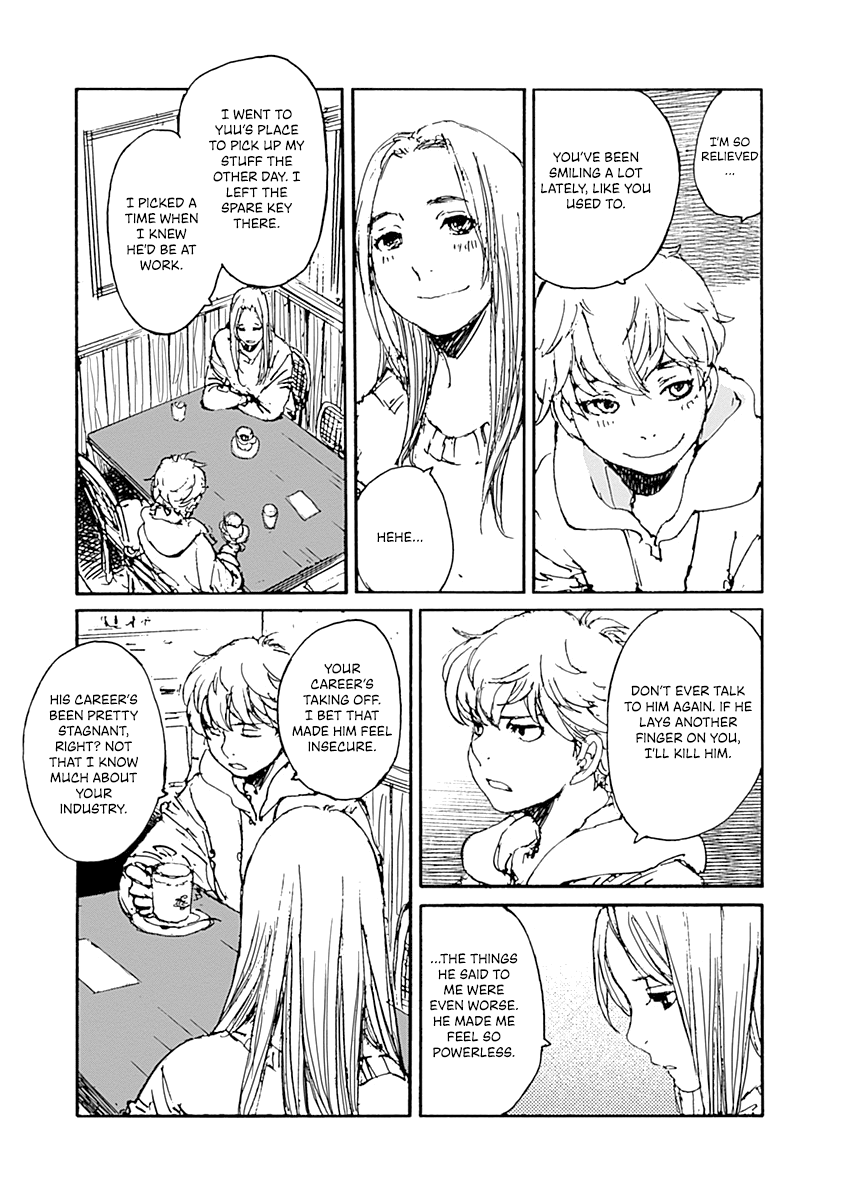 I'M SO
RELIEVED
...
YOU'VE BEEN
SMILING A LOT
LATELY, LIKE YOU
USED TO.
HEHE...
I WENT TO
YUU'S PLACE
TO PICK UP MY
STUFF THE
OTHER DAY. I
LEFT THE
SPARE KEY
THERE.
I PICKED A
TIME WHEN
I KNEW
HE'D BE AT
WORK.
DON'T EVER TALK
TO HIM AGAIN. IF HE
LAYS ANOTHER
FINGER ON YOU,
I'LL KILL HIM.
...THE THINGS
HE SAID TO
ME WERE
EVEN WORSE.
HE MADE ME
FEEL SO
POWERLESS.
YOUR
CAREER'S
TAKING OFF.
I BET THAT
MADE HIM FEEL
INSECURE.
HIS CAREER'S
BEEN PRETTY
STAGNANT,
RIGHT? NOT
THAT I KNOW
MUCH ABOUT
YOUR
INDUSTRY.